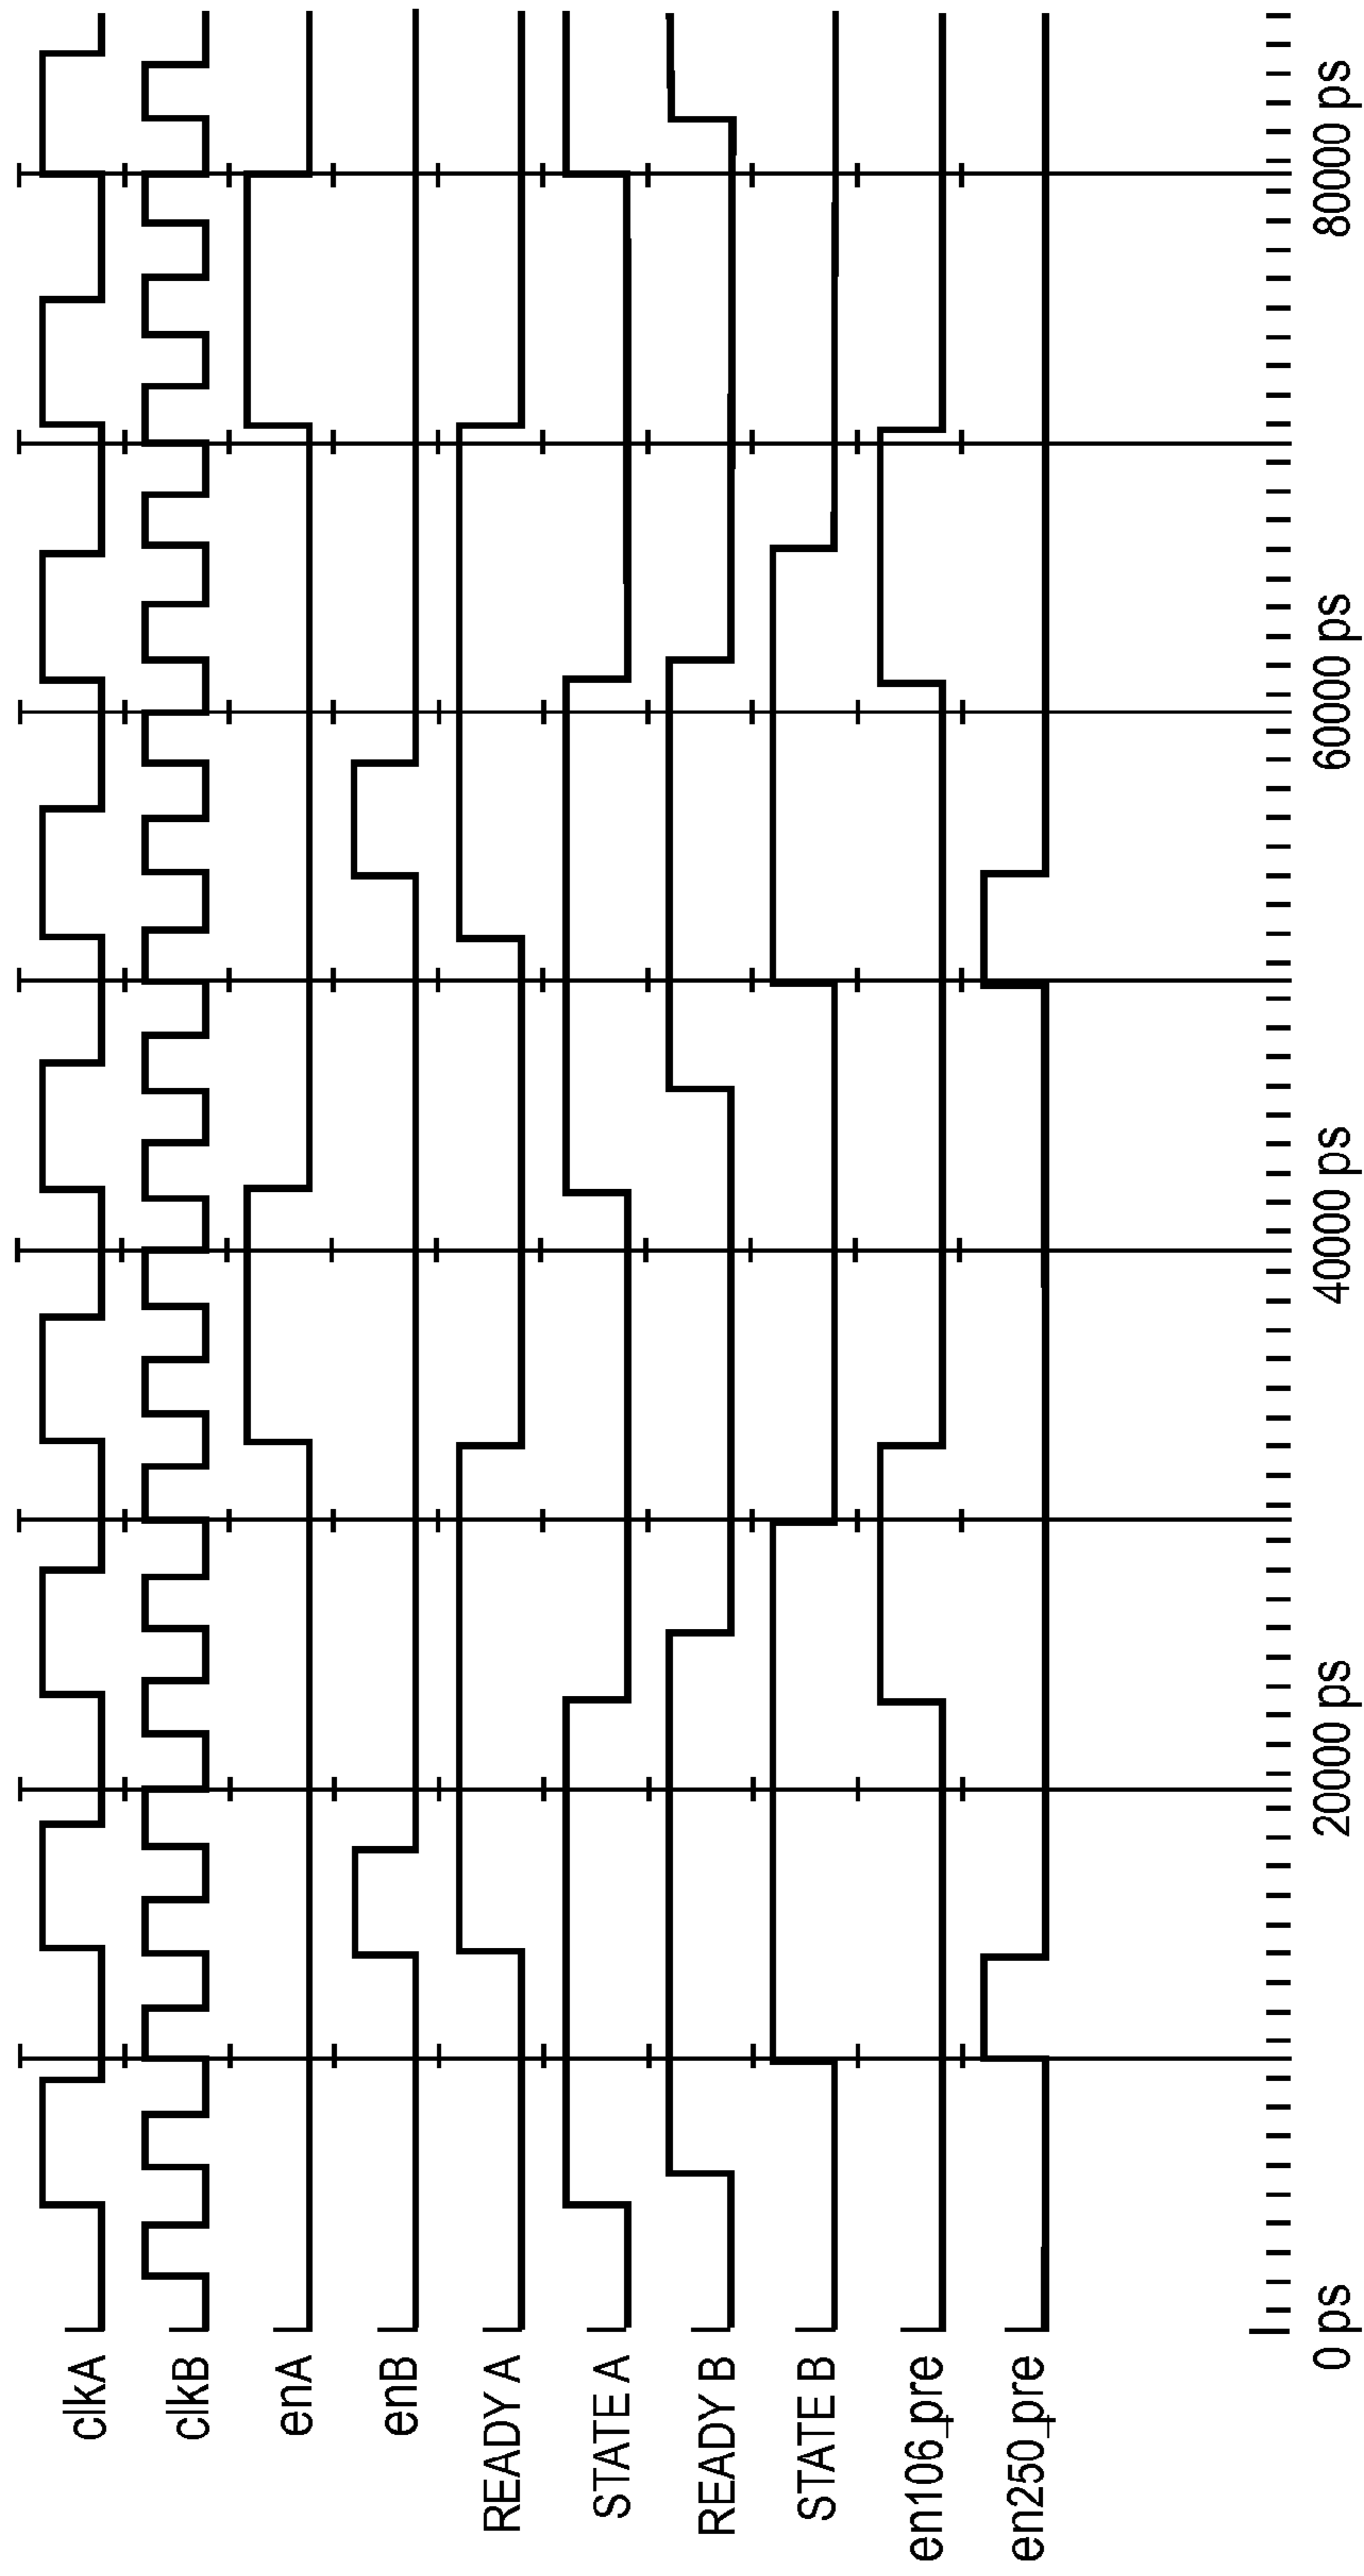 clkA
clkB
enA
enB
READY A
STATE A
READY B
STATE B
en106_pre
en250_pre
0 ps
20000 ps
40000 ps
60000 ps
80000 ps